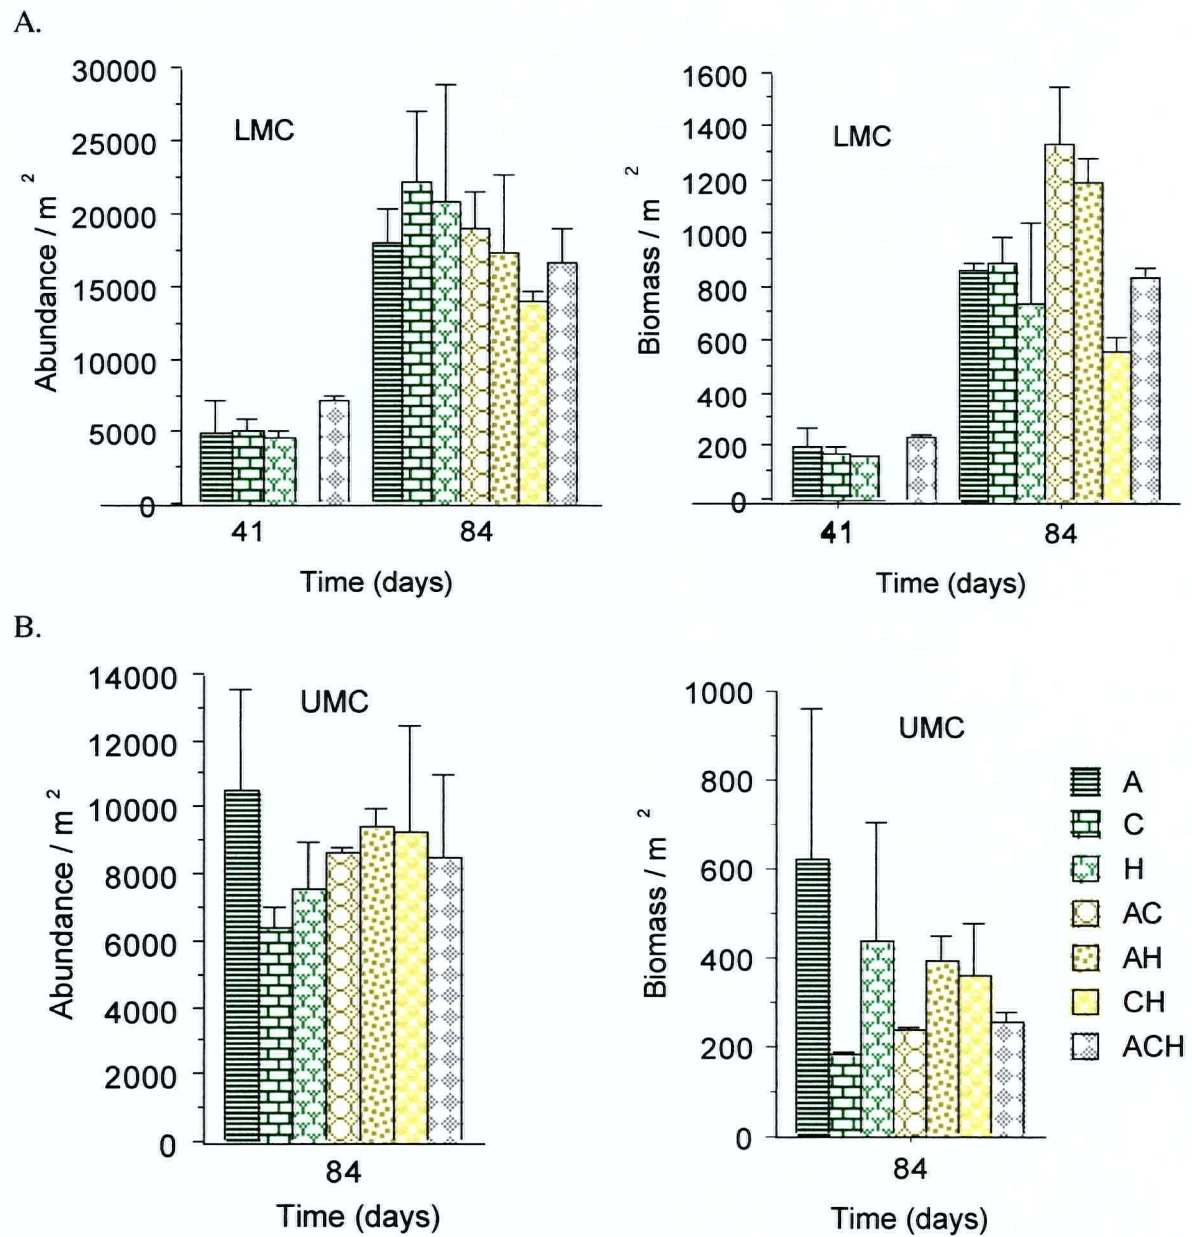 A.
30000
25000
20000
15000
10000
5000
0
Abundance / m 2
LMC
41 84
Time (days)
1600
1400
1200
1000
800
600
400
200
0
Biomass / m 2
LMC
41 84
Time (days)
B.
14000
12000
10000
8000
6000
4000
2000
0
Abundance / m 2
UMC
84
Time (days)
1000
800
600
400
200
0
Biomass / m 2
UMC
84
Time (days)
A
C
H
AC
AH
CH
ACH